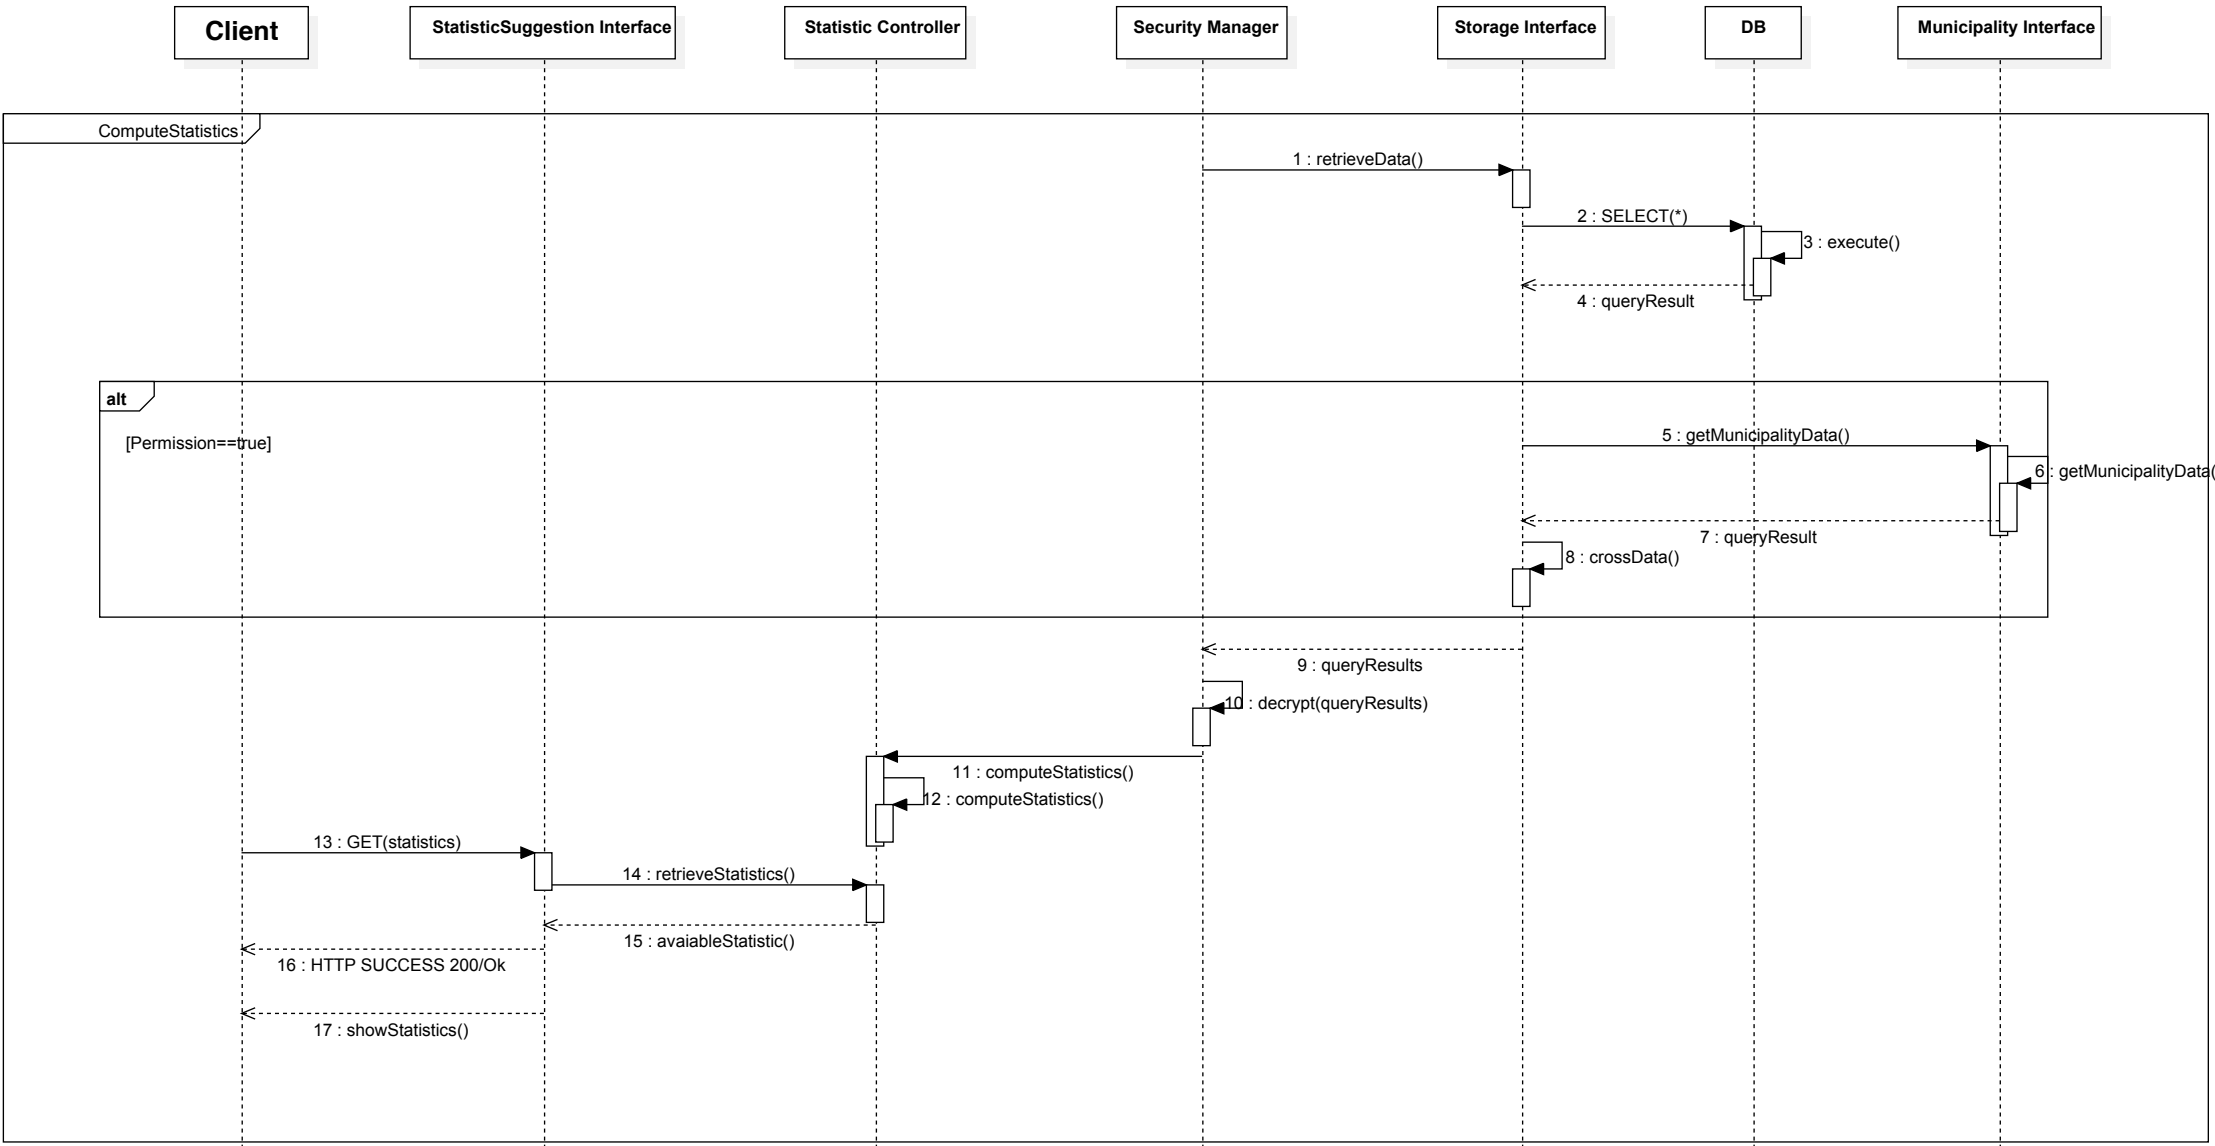 Client
StatisticSuggestion Interface
Statistic Controller
Security Manager
Storage Interface
DB
Municipality Interface
ComputeStatistics
1 : retrieveData()
2 : SELECT(*)
3 : execute()
4 : queryResult
alt
[Permission==true]
5 : getMunicipalityData()
6 : getMunicipalityData(
7 : queryResult
8 : crossData()
9 : queryResults
10 : decrypt(queryResults)
11 : computeStatistics()
12 : computeStatistics()
13 : GET(statistics)
14 : retrieveStatistics()
15 : avaiableStatistic()
16 : HTTP SUCCESS 200/Ok
17 : showStatistics()